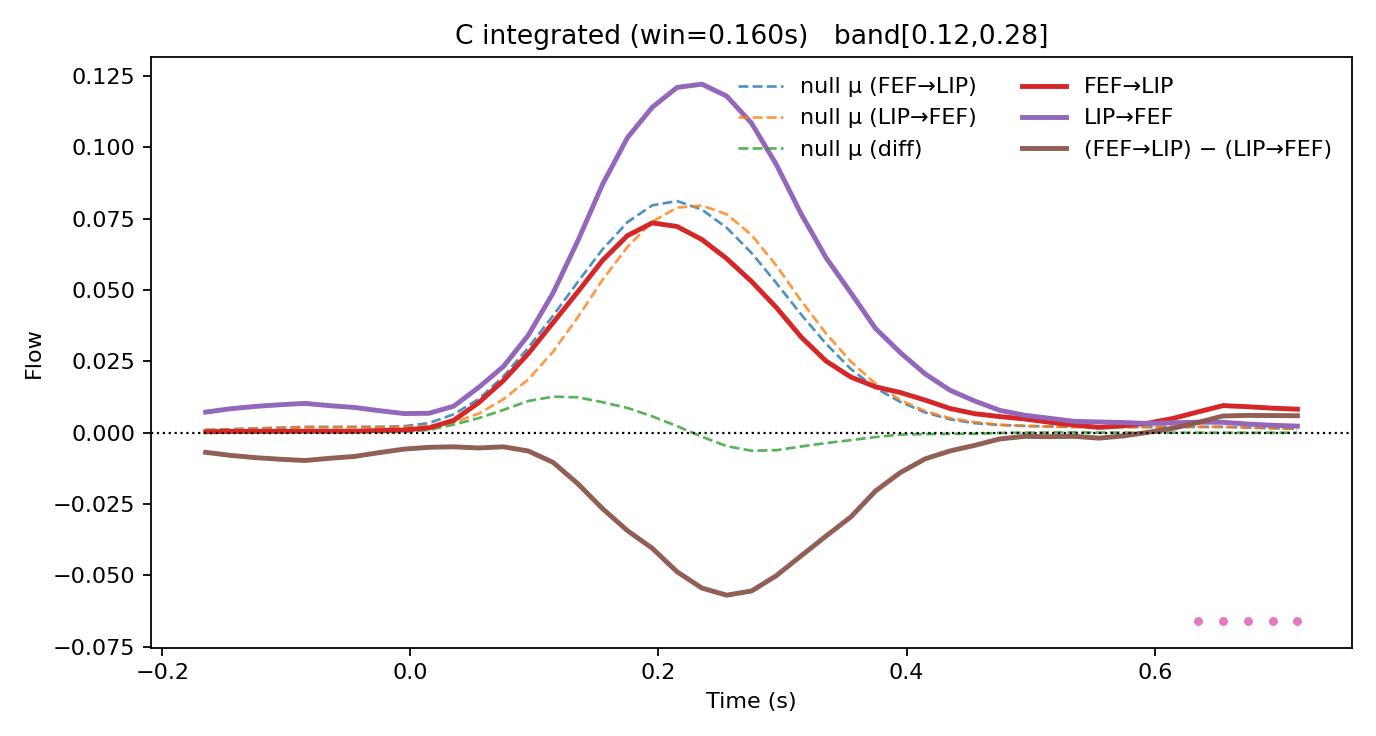 C integrated (win=0.160s)   band[0.12,0.28]
null μ (FEF→LIP)
null μ (LIP→FEF)
null μ (diff)
FEF→LIP
LIP→FEF
(FEF→LIP) − (LIP→FEF)
Flow
0.125
0.100
0.075
0.050
0.025
0.000
−0.025
−0.050
−0.075
−0.2
0.0
0.2
0.4
0.6
Time (s)